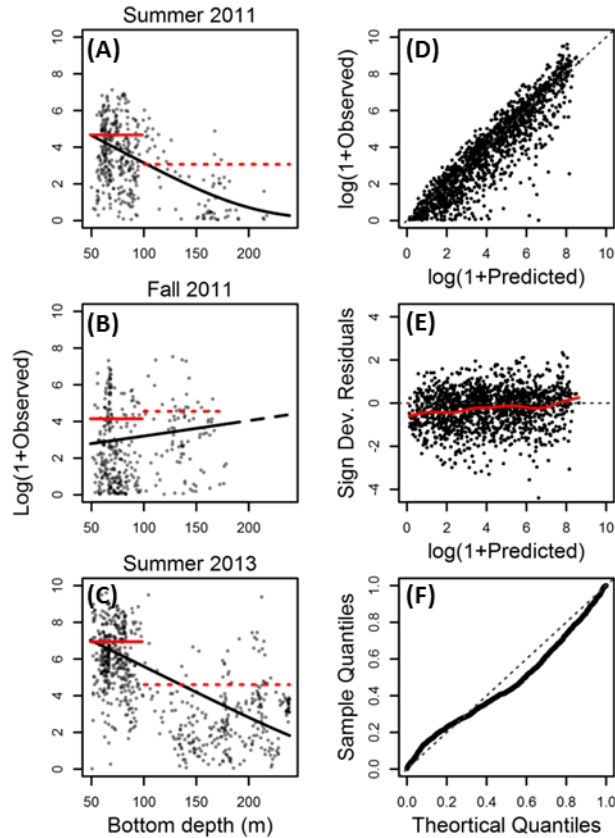 Summer 2011
(A)
10
8
6
4
2
0
50 100 150 200
Fall 2011
(B)
10
8
6
4
2
0
50 100 150 200
Log(1+Observed)
Summer 2013
(C)
10
8
6
4
2
0
50 100 150 200
Bottom depth (m)
(D)
log(1+Observed)
10
8
6
4
2
0
0 2 4 6 8 10
log(1+Predicted)
(E)
Sign Dev. Residuals
4
2
0
-2
-4
0 2 4 6 8 10
log(1+Predicted)
(F)
Sample Quantiles
1.0
0.8
0.6
0.4
0.2
0.0
0.0 0.2 0.4 0.6 0.8 1.0
Theortical Quantiles